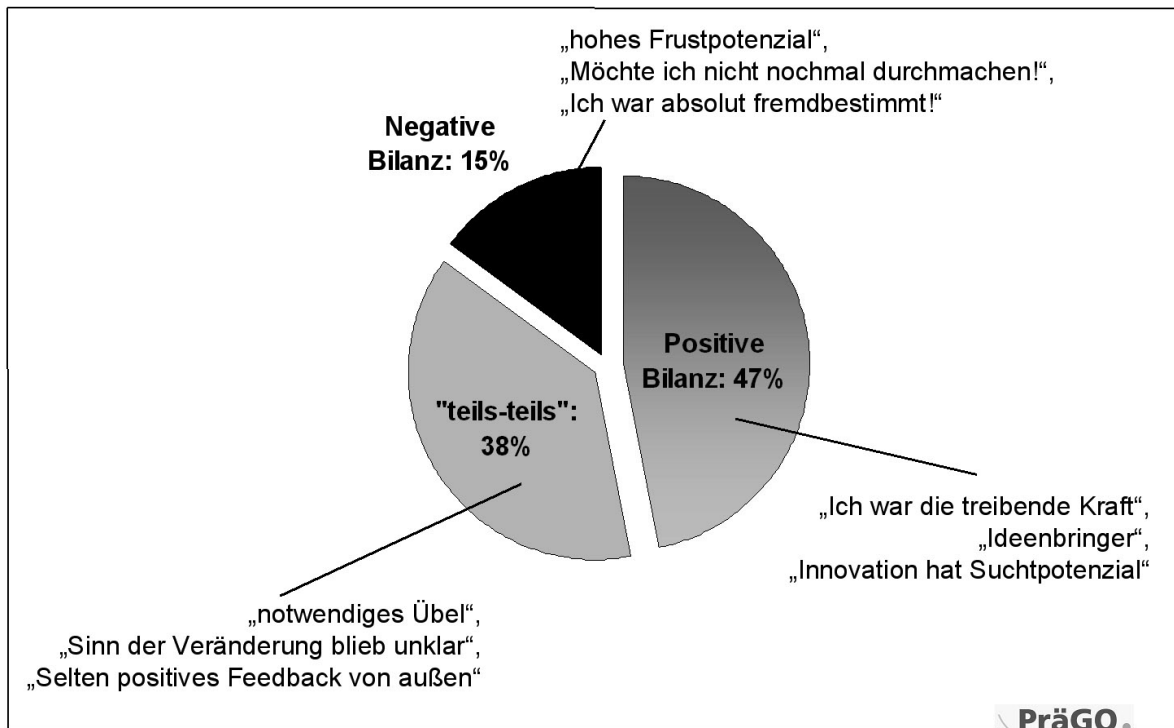 „hohes Frustpotenzial“,
„Möchte ich nicht nochmal durchmachen!“,
„Ich war absolut fremdbestimmt!“
Negative
Bilanz: 15%
Positive
Bilanz: 47%
"teils-teils":
38%
„Ich war die treibende Kraft“,
„Ideenbringer“,
„Innovation hat Suchtpotenzial“
„notwendiges Übel“,
„Sinn der Veränderung blieb unklar“,
„Selten positives Feedback von außen“
PräGO